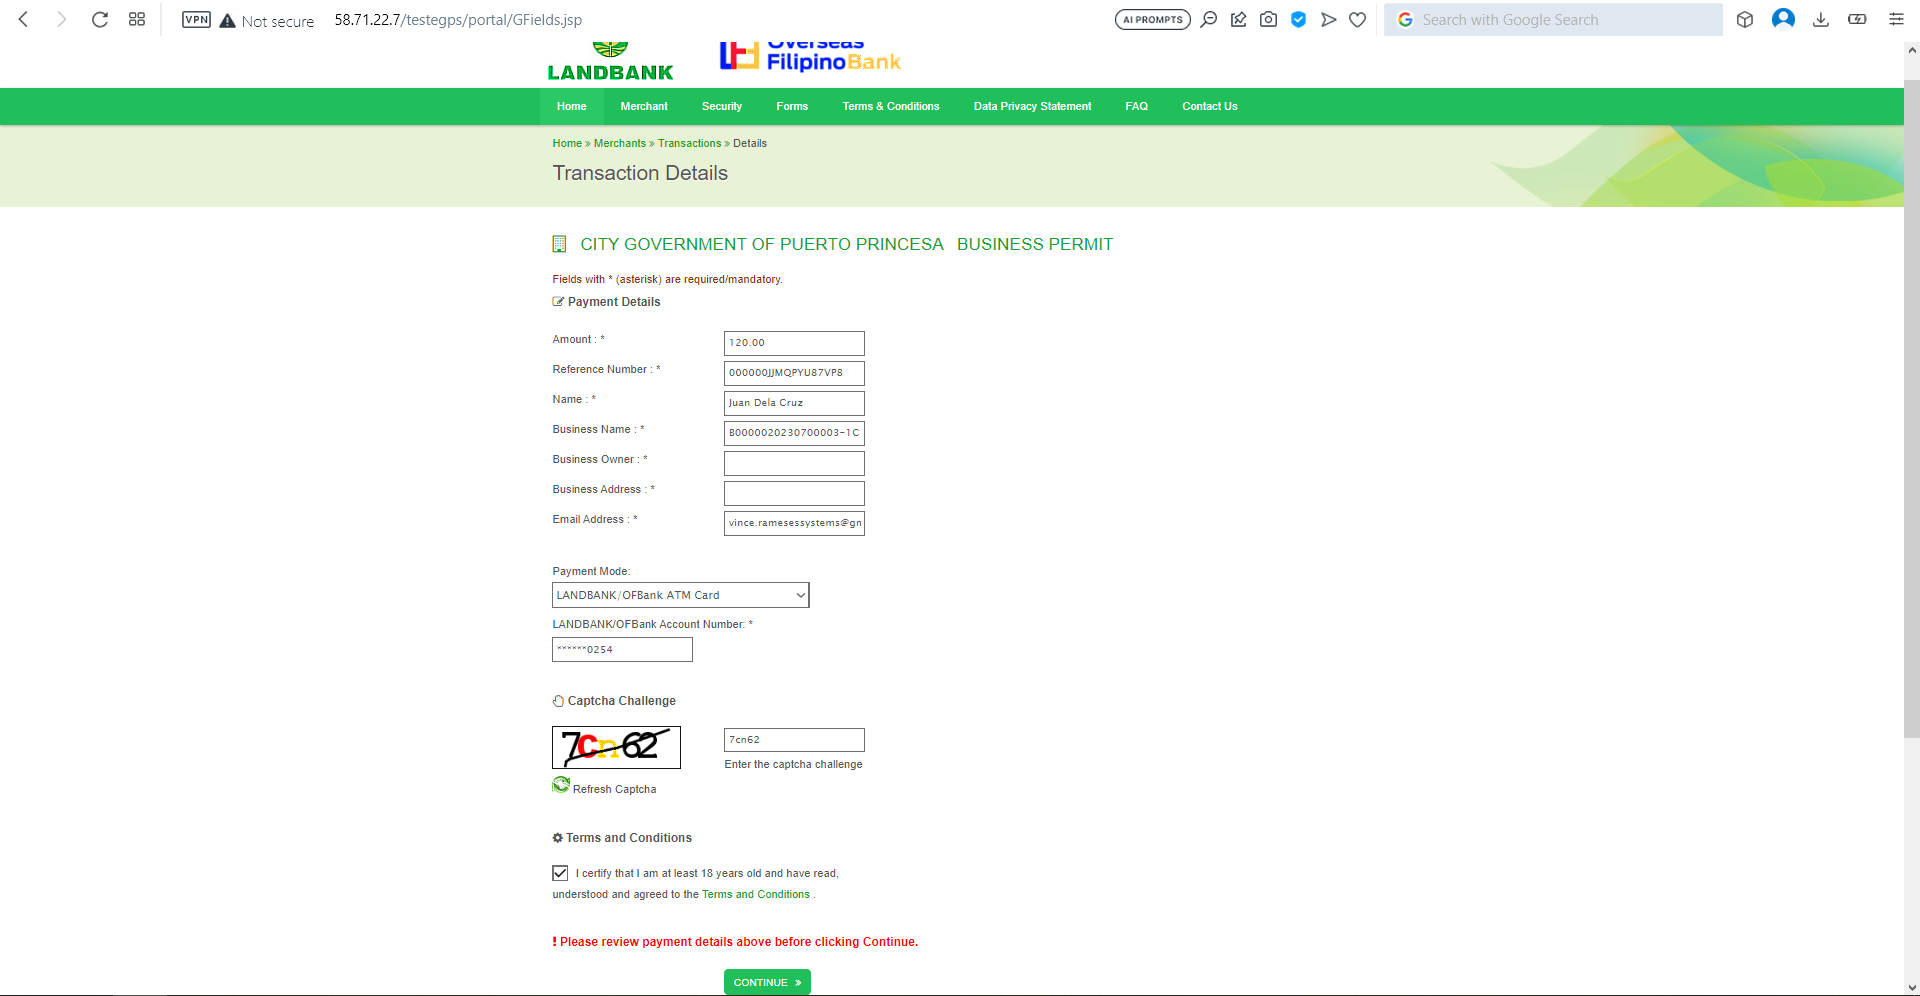 VPN
Not secure
58.71.22.7/testegps/portal/GFields.jsp
AI PROMPTS
G
Search with Google Search
LANDBANK
Overseas
FilipinoBank
Home
Merchant
Security
Forms
Terms & Conditions
Data Privacy Statement
FAQ
Contact Us
Home » Merchants » Transactions » Details
Transaction Details
CITY GOVERNMENT OF PUERTO PRINCESA BUSINESS PERMIT
Fields with * (asterisk) are required/mandatory.
Payment Details
Amount : *
120.00
Reference Number : *
000000JJMQPYU87VP8
Name : *
Juan Dela Cruz
Business Name : *
B0000020230700003-1C
Business Owner : *
Business Address : *
Email Address : *
vince.ramesessystems@gm
Payment Mode:
LANDBANK/OFBank ATM Card
LANDBANK/OFBank Account Number: *
******0254
Captcha Challenge
7cn62
7cn62
Enter the captcha challenge
Refresh Captcha
Terms and Conditions
I certify that I am at least 18 years old and have read,
understood and agreed to the Terms and Conditions .
! Please review payment details above before clicking Continue.
CONTINUE »